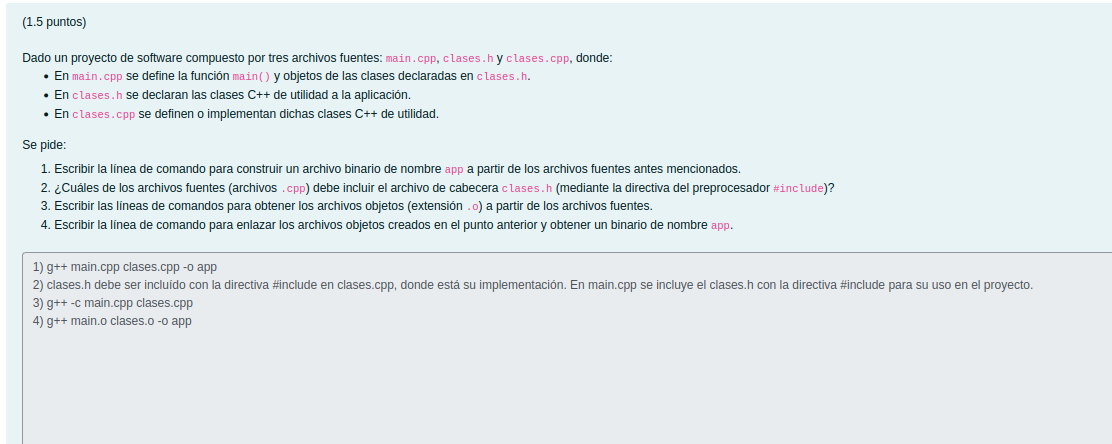 (1.5 puntos)
Dado un proyecto de software compuesto por tres archivos fuentes: main.cpp, clases.h y clases.cpp, donde:
• En main.cpp se define la función main() y objetos de las clases declaradas en clases.h.
• En clases.h se declaran las clases C++ de utilidad a la aplicación.
• En clases.cpp se definen o implementan dichas clases C++ de utilidad.
Se pide:
1. Escribir la línea de comando para construir un archivo binario de nombre app a partir de los archivos fuentes antes mencionados.
2. ¿Cuáles de los archivos fuentes (archivos .cpp) debe incluir el archivo de cabecera clases.h (mediante la directiva del preprocesador #include)?
3. Escribir las líneas de comandos para obtener los archivos objetos (extensión .o) a partir de los archivos fuentes.
4. Escribir la línea de comando para enlazar los archivos objetos creados en el punto anterior y obtener un binario de nombre app.
1) g++ main.cpp clases.cpp -o app
2) clases.h debe ser incluído con la directiva #include en clases.cpp, donde está su implementación. En main.cpp se incluye el clases.h con la directiva #include para su uso en el proyecto.
3) g++ -c main.cpp clases.cpp
4) g++ main.o clases.o -o app